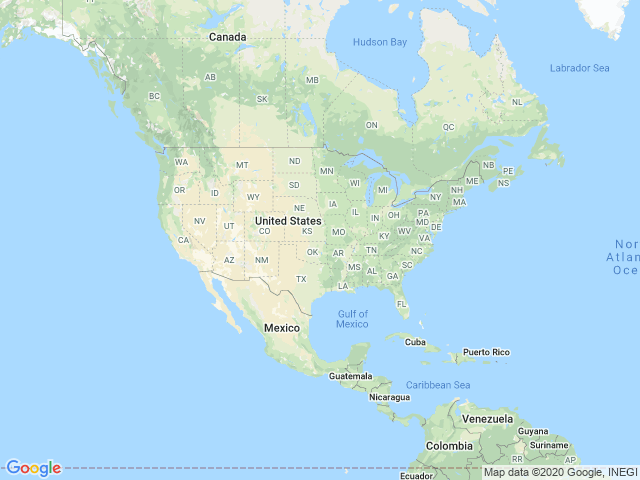 Canada
Hudson Bay
Labrador Sea
AB
MB
BC
SK
NL
ON
QC
WA
MT
ND
MN
NB
PE
OR
ID
WY
SD
WI
MI
ME
NS
NH
NY
MA
NV
UT
United States
NE
IA
IL
IN
OH
PA
MD
DE
CO
KS
MO
KY
WV
VA
CA
AZ
NM
OK
AR
TN
NC
SC
MS
AL
GA
TX
LA
FL
Nor
Atlan
Oce
Gulf of
Mexico
Mexico
Cuba
Puerto Rico
Guatemala
Caribbean Sea
Nicaragua
Venezuela
Guyana
Suriname
Colombia
RR
AP
Ecuador
Google
Map data ©2020 Google, INEGI